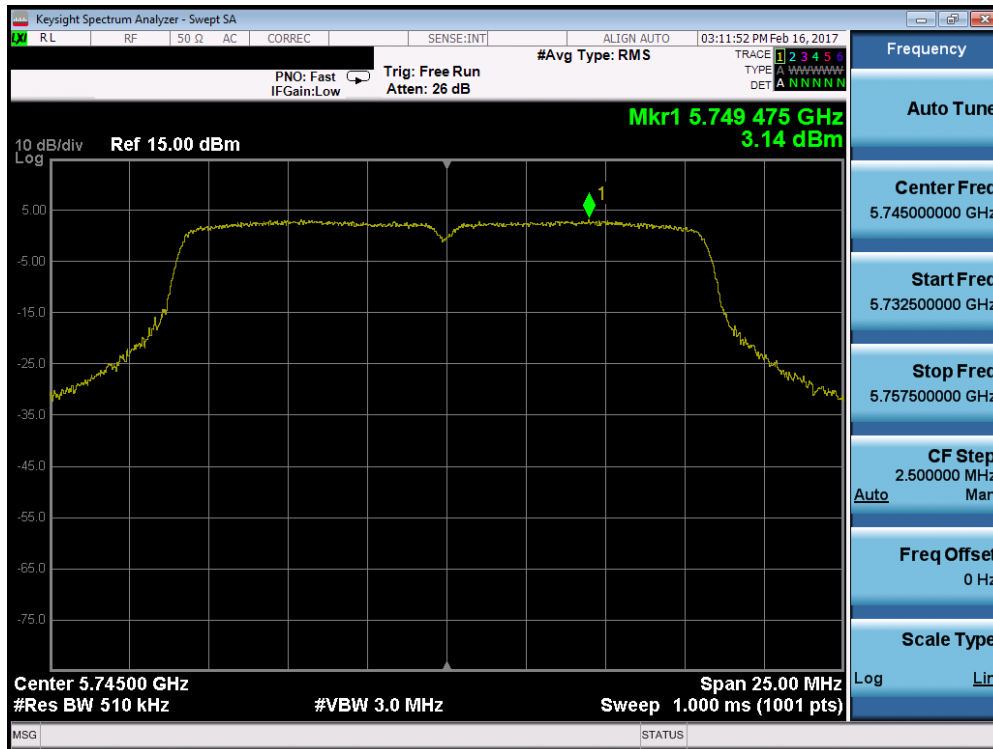 Keysight Spectrum Analyzer - Swept SA
LXI RL RF 50 Ω AC CORREC SENSE:INT ALIGN AUTO 03:11:52 PM Feb 16, 2017
#Avg Type: RMS
TRACE 1 2 3 4 5 6
TYPE A WWWWW
DET A N N N N N
PNO: Fast Trig: Free Run
IFGain:Low Atten: 26 dB
Mkr1 5.749 475 GHz
3.14 dBm
10 dB/div Ref 15.00 dBm
Log
1
5.00
-5.00
-15.0
-25.0
-35.0
-45.0
-55.0
-65.0
-75.0
Center 5.74500 GHz Span 25.00 MHz
#Res BW 510 kHz #VBW 3.0 MHz Sweep 1.000 ms (1001 pts)
MSG STATUS
Frequency
Auto Tune
Center Freq
5.745000000 GHz
Start Freq
5.732500000 GHz
Stop Freq
5.757500000 GHz
CF Step
2.500000 MHz
Auto Man
Freq Offset
0 Hz
Scale Type
Log Lin